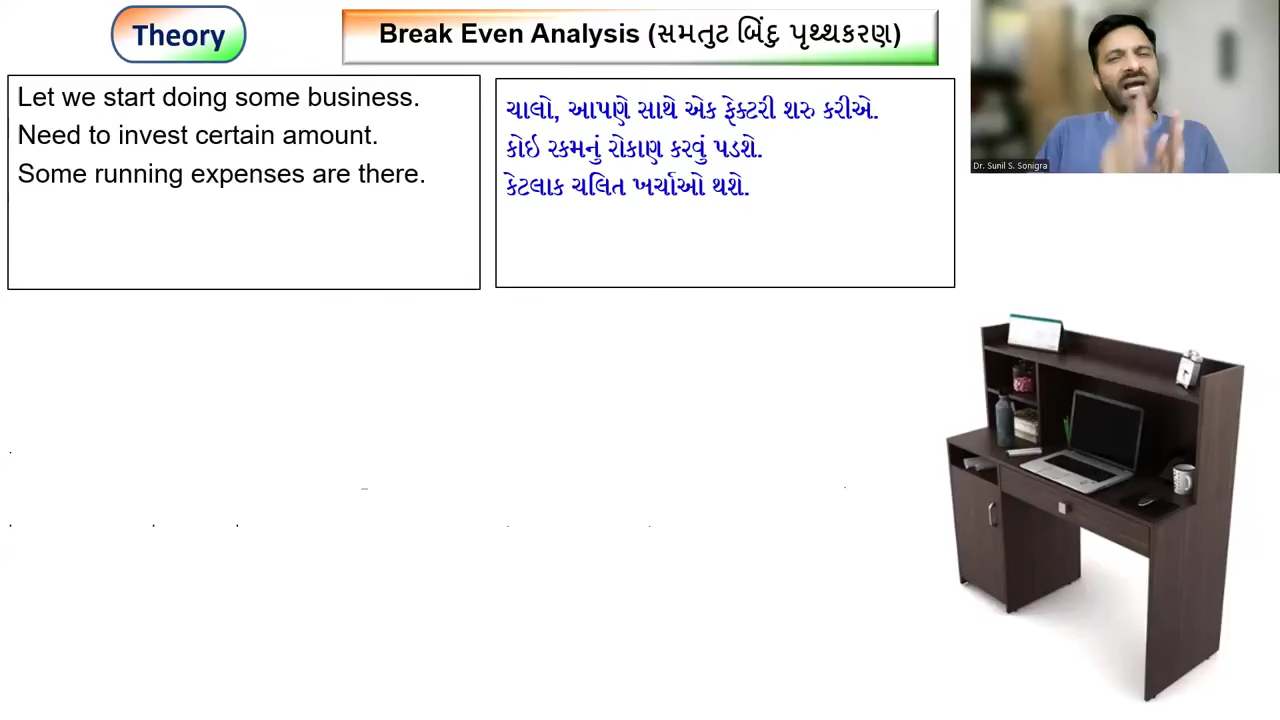 Theory
Break Even Analysis (સમતુટ બિંદુ પૃથ્થકરણ)
Let we start doing some business.
Need to invest certain amount.
Some running expenses are there.
ચાલો, આપણે સાથે એક ફેક્ટરી શરુ કરીએ.
કોઇ રકમનું રોકાણ કરવું પડશે.
કેટલાક ચલિત ખર્ચાઓ થશે.
Dr. Sunil S. Sonigra